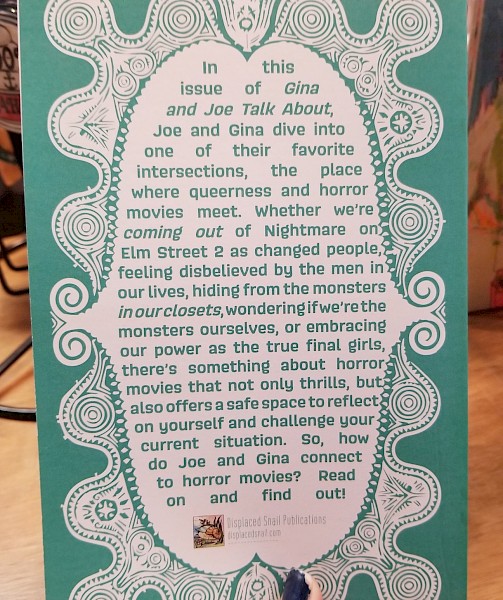 In this
issue of Gina
and Joe Talk About,
Joe and Gina dive into
one of their favorite
intersections, the place
where queerness and horror
movies meet. Whether we're
coming out of Nightmare on
Elm Street 2 as changed people,
feeling disbelieved by the men in
our lives, hiding from the monsters
in our closets, wondering if we're the
monsters ourselves, or embracing
our power as the true final girls,
there's something about horror
movies that not only thrills, but
also offers a safe space to reflect
on yourself and challenge your
current situation. So, how
do Joe and Gina connect
to horror movies? Read
on and find out!
Displaced Snail Publications
displacedsnail.com